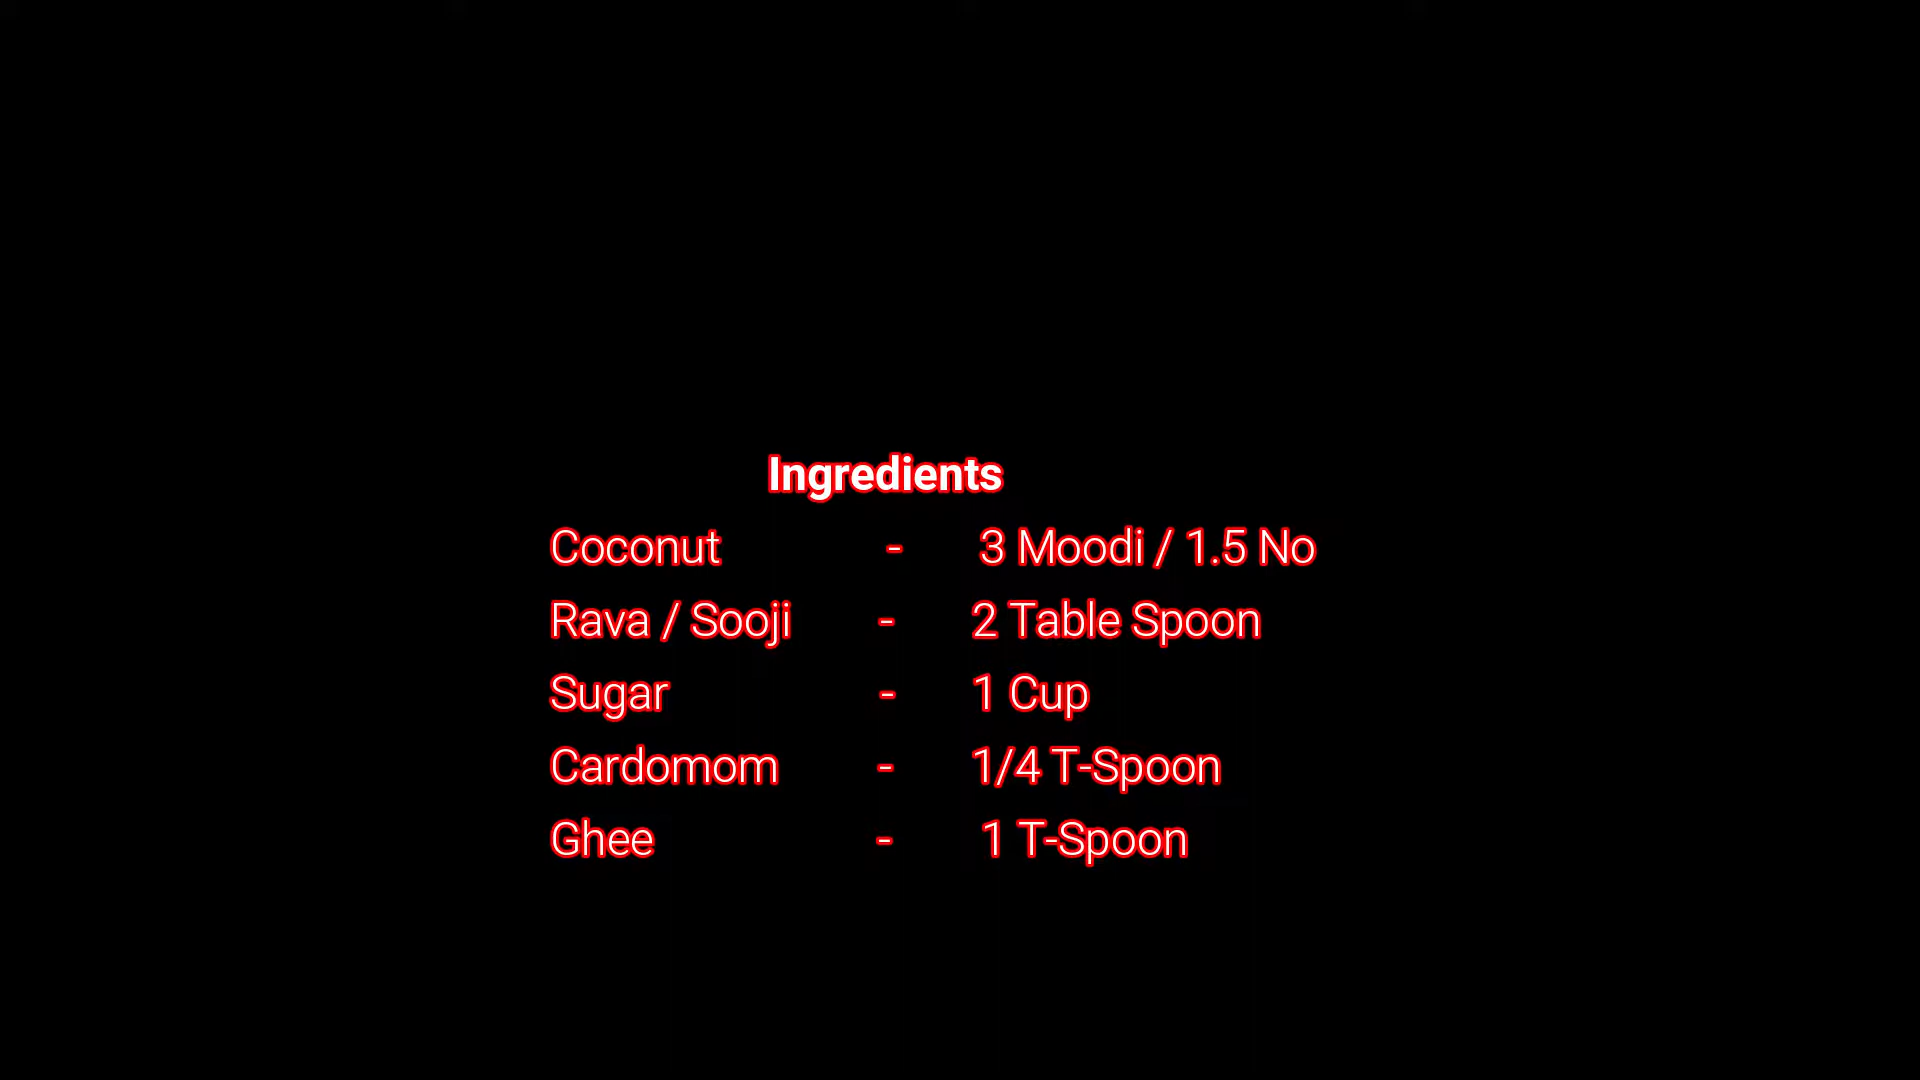 Ingredients
Coconut - 3 Moodi / 1.5 No
Rava / Sooji - 2 Table Spoon
Sugar - 1 Cup
Cardomom - 1/4 T-Spoon
Ghee - 1 T-Spoon